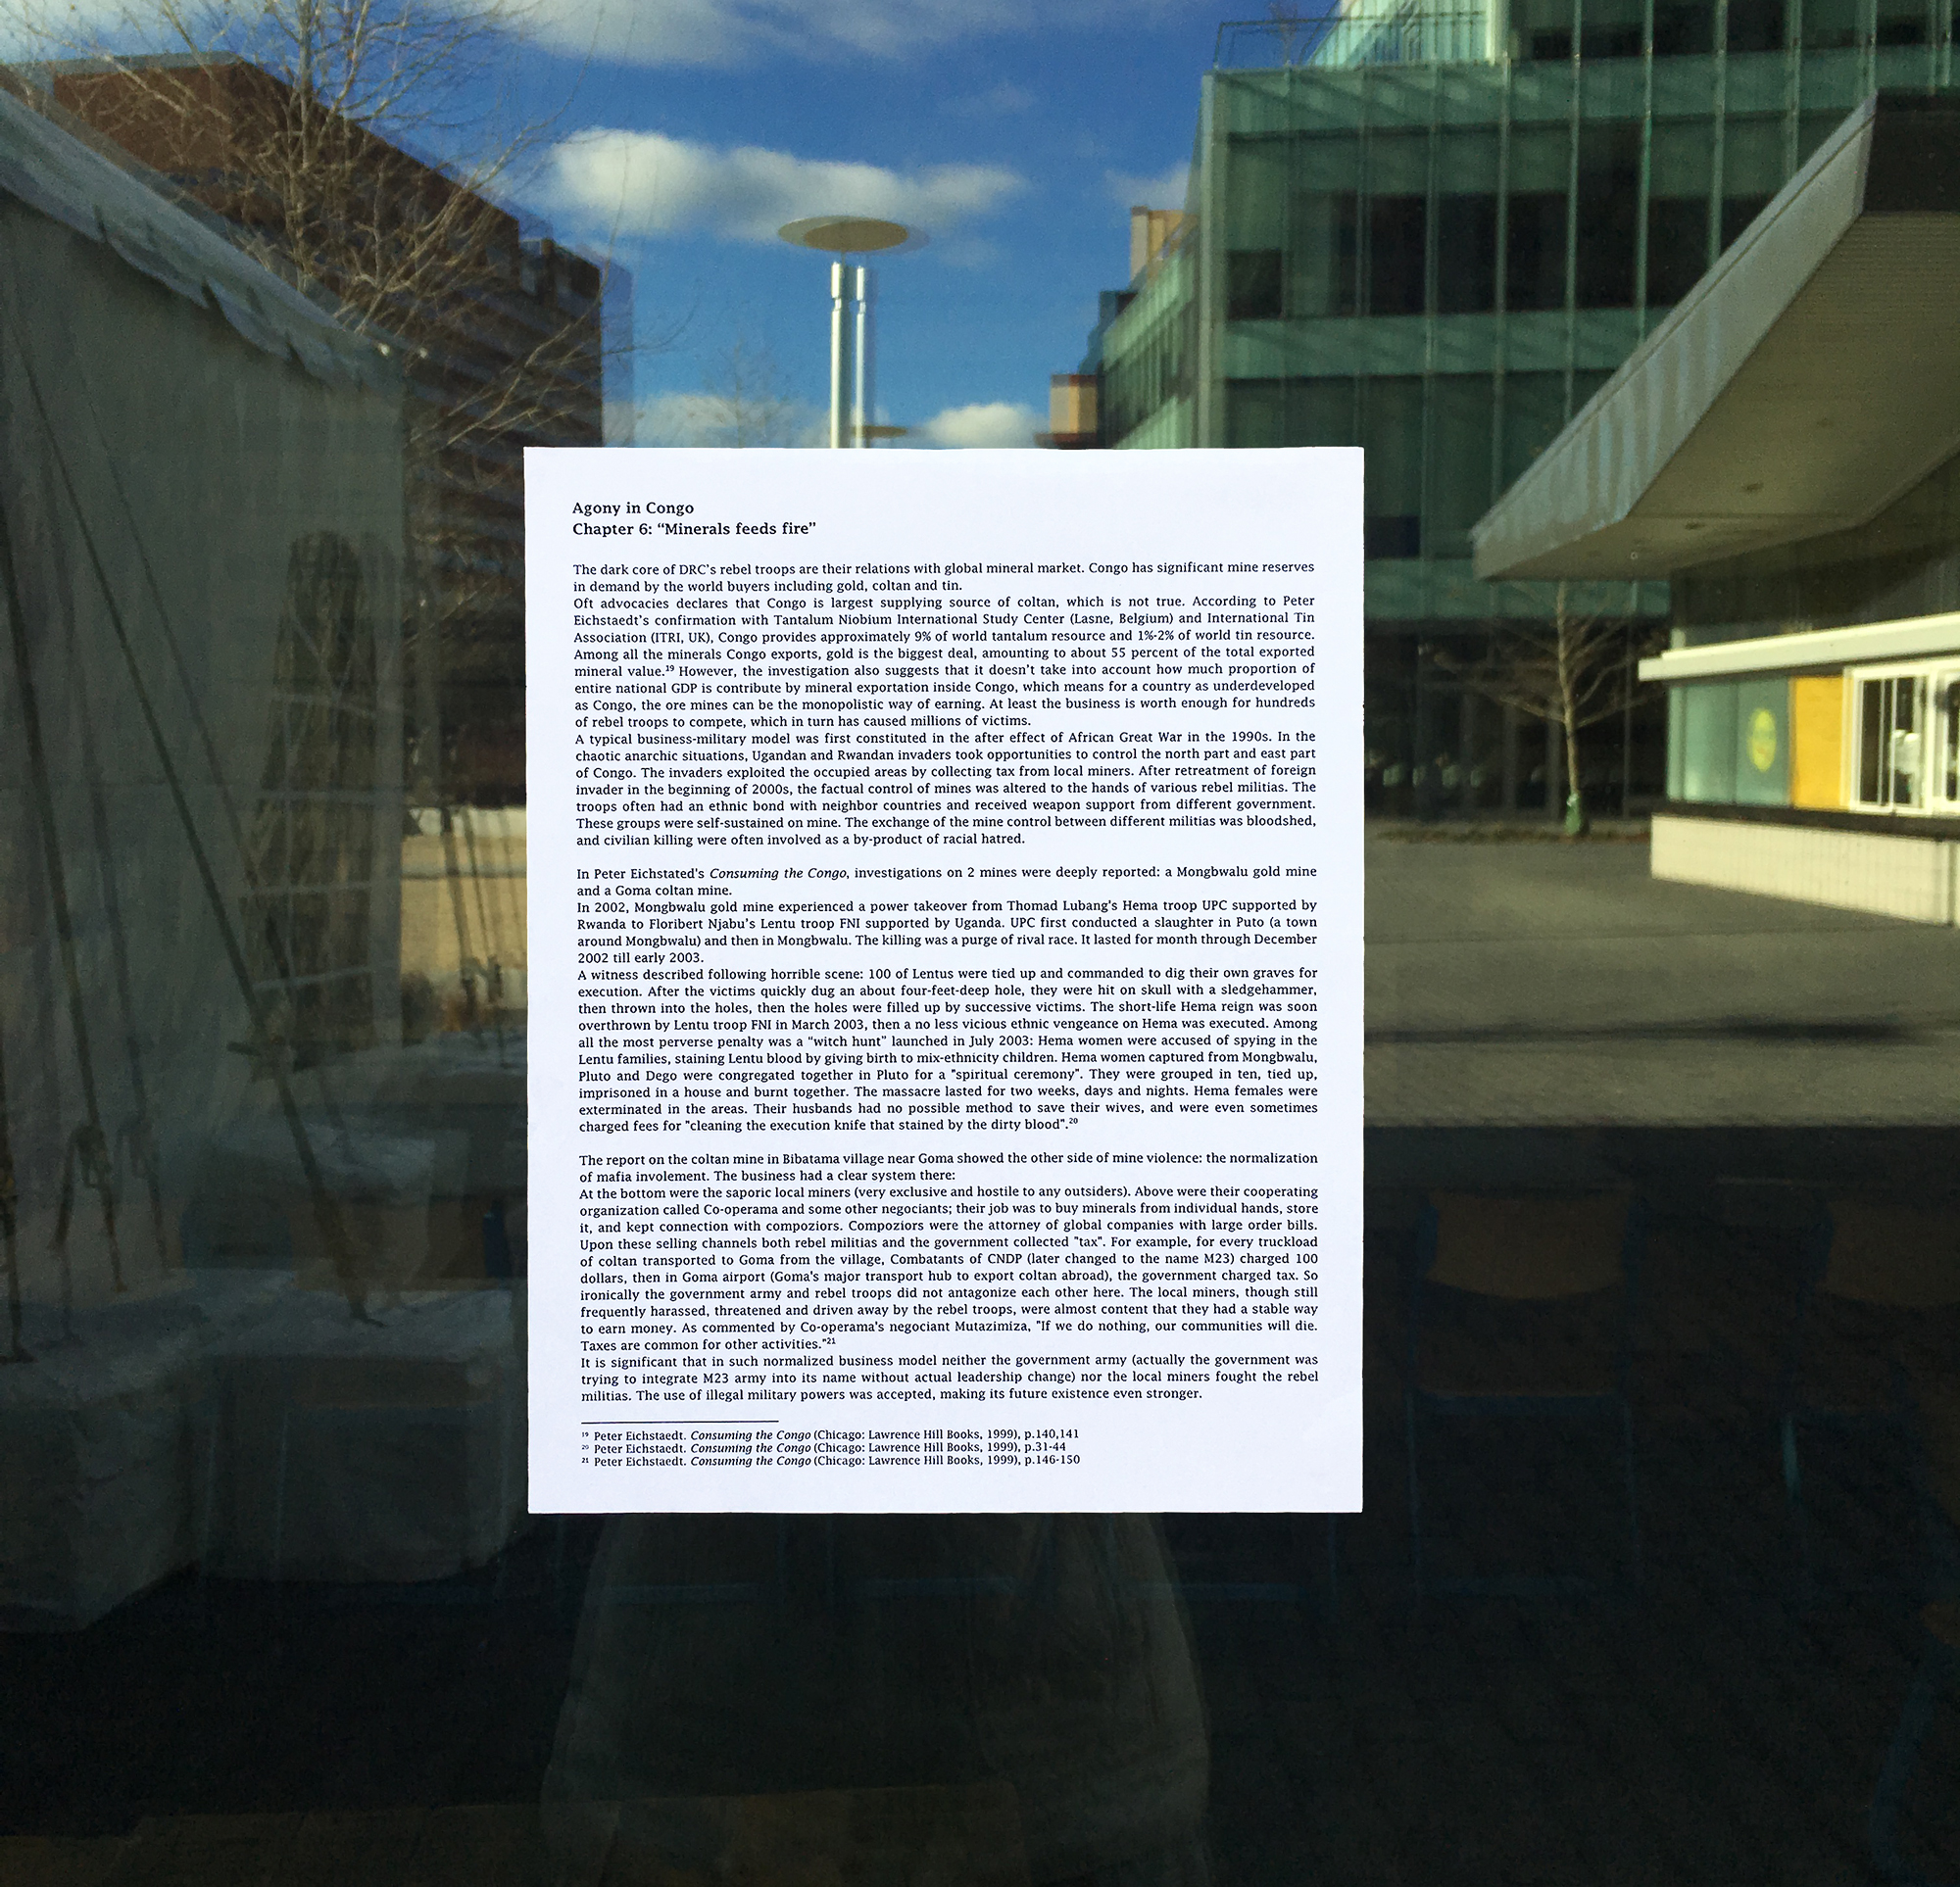 Agony in Congo
Chapter 6: “Minerals feeds fire”
The dark core of DRC's rebel troops are their relations with global mineral market. Congo has significant mine reserves
in demand by the world buyers including gold, coltan and tin.
Oft advocacies declares that Congo is largest supplying source of coltan, which is not true. According to Peter
Eichstaedt's confirmation with Tantalum Niobium International Study Center (Lasne, Belgium) and International Tin
Association (ITRI, UK), Congo provides approximately 9% of world tantalum resource and 1%-2% of world tin resource.
Among all the minerals Congo exports, gold is the biggest deal, amounting to about 55 percent of the total exported
mineral value.¹⁹ However, the investigation also suggests that it doesn't take into account how much proportion of
entire national GDP is contribute by mineral exportation inside Congo, which means for a country as underdeveloped
as Congo, the ore mines can be the monopolistic way of earning. At least the business is worth enough for hundreds
of rebel troops to compete, which in turn has caused millions of victims.
A typical business-military model was first constituted in the after effect of African Great War in the 1990s. In the
chaotic anarchic situations, Ugandan and Rwandan invaders took opportunities to control the north part and east part
of Congo. The invaders exploited the occupied areas by collecting tax from local miners. After retreatment of foreign
invader in the beginning of 2000s, the factual control of mines was altered to the hands of various rebel militias. The
troops often had an ethnic bond with neighbor countries and received weapon support from different government.
These groups were self-sustained on mine. The exchange of the mine control between different militias was bloodshed,
and civilian killing were often involved as a by-product of racial hatred.
In Peter Eichstated's Consuming the Congo, investigations on 2 mines were deeply reported: a Mongbwalu gold mine
and a Goma coltan mine.
In 2002, Mongbwalu gold mine experienced a power takeover from Thomad Lubang's Hema troop UPC supported by
Rwanda to Floribert Njabu's Lentu troop FNI supported by Uganda. UPC first conducted a slaughter in Puto (a town
around Mongbwalu) and then in Mongbwalu. The killing was a purge of rival race. It lasted for month through December
2002 till early 2003.
A witness described following horrible scene: 100 of Lentus were tied up and commanded to dig their own graves for
execution. After the victims quickly dug an about four-feet-deep hole, they were hit on skull with a sledgehammer,
then thrown into the holes, then the holes were filled up by successive victims. The short-life Hema reign was soon
overthrown by Lentu troop FNI in March 2003, then a no less vicious ethnic vengeance on Hema was executed. Among
all the most perverse penalty was a "witch hunt" launched in July 2003: Hema women were accused of spying in the
Lentu families, staining Lentu blood by giving birth to mix-ethnicity children. Hema women captured from Mongbwalu,
Pluto and Dego were congregated together in Pluto for a "spiritual ceremony". They were grouped in ten, tied up,
imprisoned in a house and burnt together. The massacre lasted for two weeks, days and nights. Hema females were
exterminated in the areas. Their husbands had no possible method to save their wives, and were even sometimes
charged fees for "cleaning the execution knife that stained by the dirty blood".²⁰
The report on the coltan mine in Bibatama village near Goma showed the other side of mine violence: the normalization
of mafia involement. The business had a clear system there:
At the bottom were the saporic local miners (very exclusive and hostile to any outsiders). Above were their cooperating
organization called Co-operama and some other negociants; their job was to buy minerals from individual hands, store
it, and kept connection with compoziors. Compoziors were the attorney of global companies with large order bills.
Upon these selling channels both rebel militias and the government collected "tax". For example, for every truckload
of coltan transported to Goma from the village, Combatants of CNDP (later changed to the name M23) charged 100
dollars, then in Goma airport (Goma's major transport hub to export coltan abroad), the government charged tax. So
ironically the government army and rebel troops did not antagonize each other here. The local miners, though still
frequently harassed, threatened and driven away by the rebel troops, were almost content that they had a stable way
to earn money. As commented by Co-operama's negociant Mutazimiza, "If we do nothing, our communities will die.
Taxes are common for other activities."²¹
It is significant that in such normalized business model neither the government army (actually the government was
trying to integrate M23 army into its name without actual leadership change) nor the local miners fought the rebel
militias. The use of illegal military powers was accepted, making its future existence even stronger.
¹⁹ Peter Eichstaedt. Consuming the Congo (Chicago: Lawrence Hill Books, 1999), p.140,141
²⁰ Peter Eichstaedt. Consuming the Congo (Chicago: Lawrence Hill Books, 1999), p.31-44
²¹ Peter Eichstaedt. Consuming the Congo (Chicago: Lawrence Hill Books, 1999), p.146-150